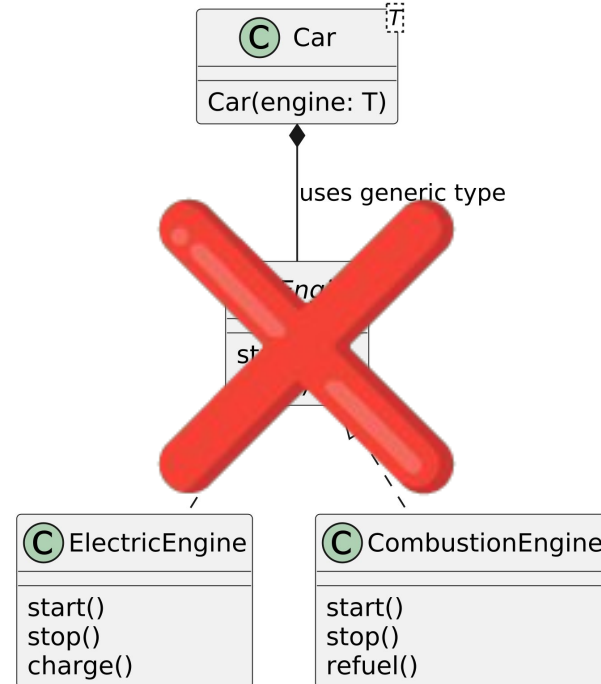 C Car
T
Car(engine: T)
uses generic type
C ElectricEngine
start()
stop()
charge()
C CombustionEngine
start()
stop()
refuel()